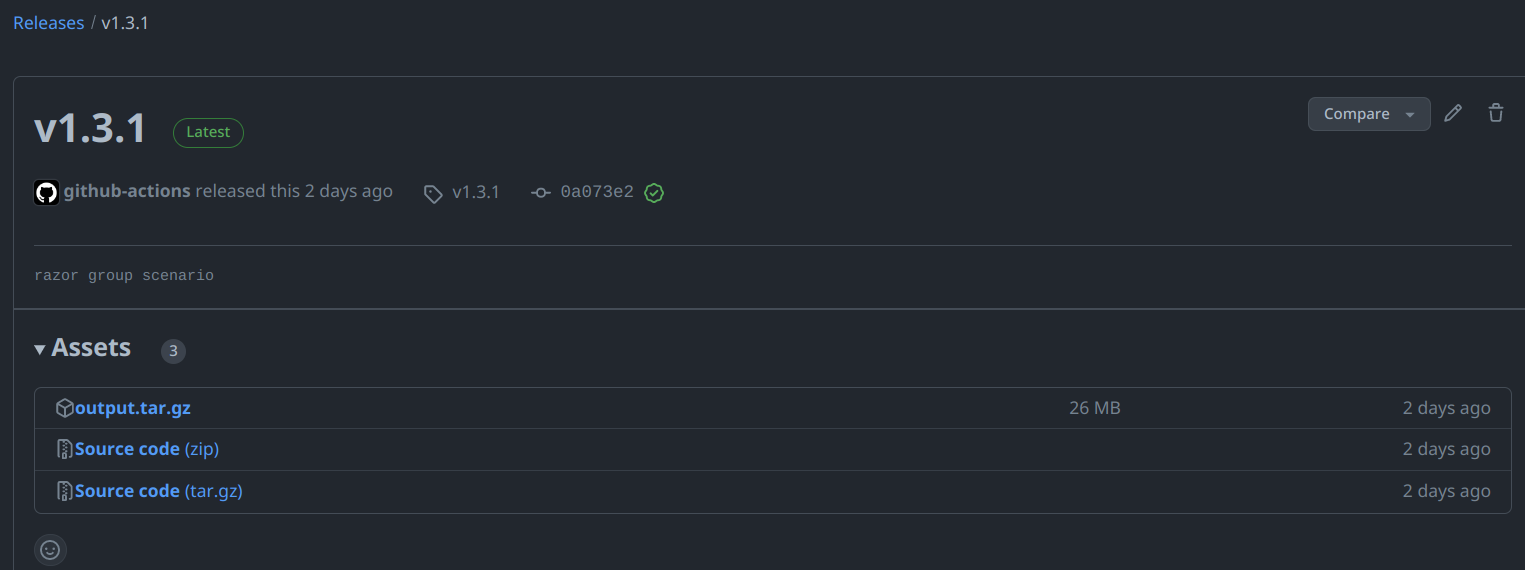 Releases / v1.3.1
v1.3.1 Latest Compare
github-actions released this 2 days ago v1.3.1 0a073e2
razor group scenario
Assets 3
output.tar.gz 26 MB 2 days ago
Source code (zip) 2 days ago
Source code (tar.gz) 2 days ago